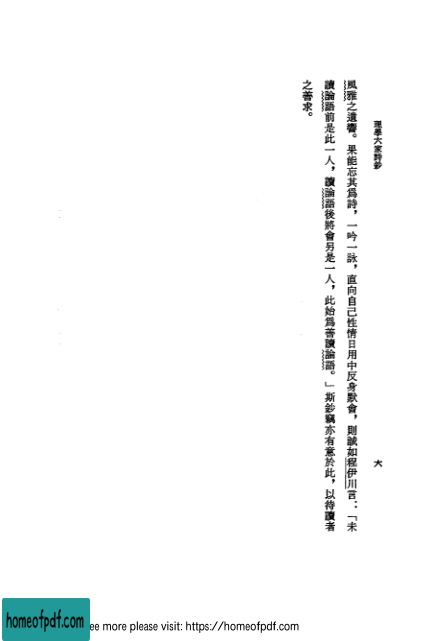 理學六家詩鈔
六
風雅之遺響。果能忘其爲詩，一吟一詠，直向自己性情日用中反身默會，則誠如程伊川言：「未
讀論語前是此一人，讀論語後將會另是一人，此始爲善讀論語。」斯鈔竊亦有意於此，以待讀者
之善求。
homeofpdf.com
ee more please visit: https://homeofpdf.com